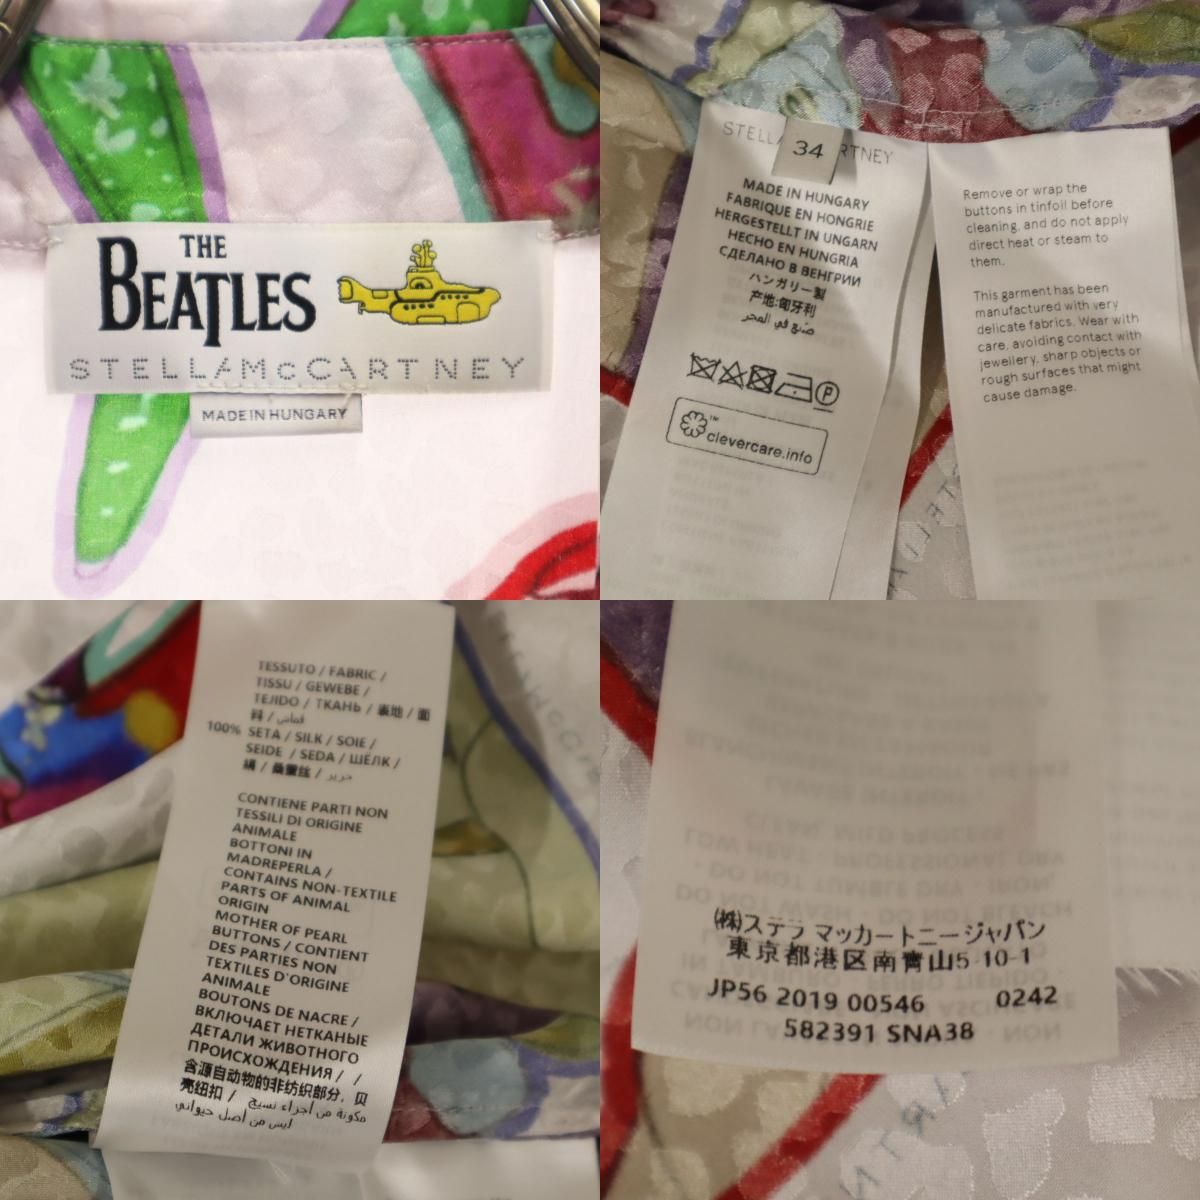 THE
BEATLES
STELLA McCARTNEY
MADE IN HUNGARY
34
MADE IN HUNGARY
FABRIQUE EN HONGRIE
HERGESTELLT IN UNGARN
HECHO EN HUNGRIA
СДЕЛАНО В ВЕНГРИИ
ハンガリー製
产地:匈牙利
صنع في المجر
P
clevercare.info
TM
Remove or wrap the
buttons in tinfoil before
cleaning, and do not apply
direct heat or steam to
them.
This garment has been
manufactured with very
delicate fabrics. Wear with
care, avoiding contact with
jewellery, sharp objects or
rough surfaces that might
cause damage.
TESSUTO / FABRIC /
TISSU / GEWEBE /
TEJIDO / ТКАНЬ / 表地 / 面
料 / قماش
100% SETA / SILK / SOIE /
SEIDE / SEDA / ШЁЛК /
絹 / 桑蚕丝 / حرير
CONTIENE PARTI NON
TESSILI DI ORIGINE
ANIMALE
BOTTONI IN
MADREPERLA /
CONTAINS NON-TEXTILE
PARTS OF ANIMAL
ORIGIN
MOTHER OF PEARL
BUTTONS / CONTIENT
DES PARTIES NON
TEXTILES D'ORIGINE
ANIMALE
BOUTONS DE NACRE /
ВКЛЮЧАЕТ НЕТКАНЫЕ
ДЕТАЛИ ЖИВОТНОГО
ПРОИСХОЖДЕНИЯ / /
含源自动物的非纺织部分，贝
壳纽扣 / مكونة من أجزاء نسيج
ليس من أصل حيواني
㈱ステラ マッカートニージャパン
東京都港区南青山5-10-1
JP56 2019 00546 0242
582391 SNA38